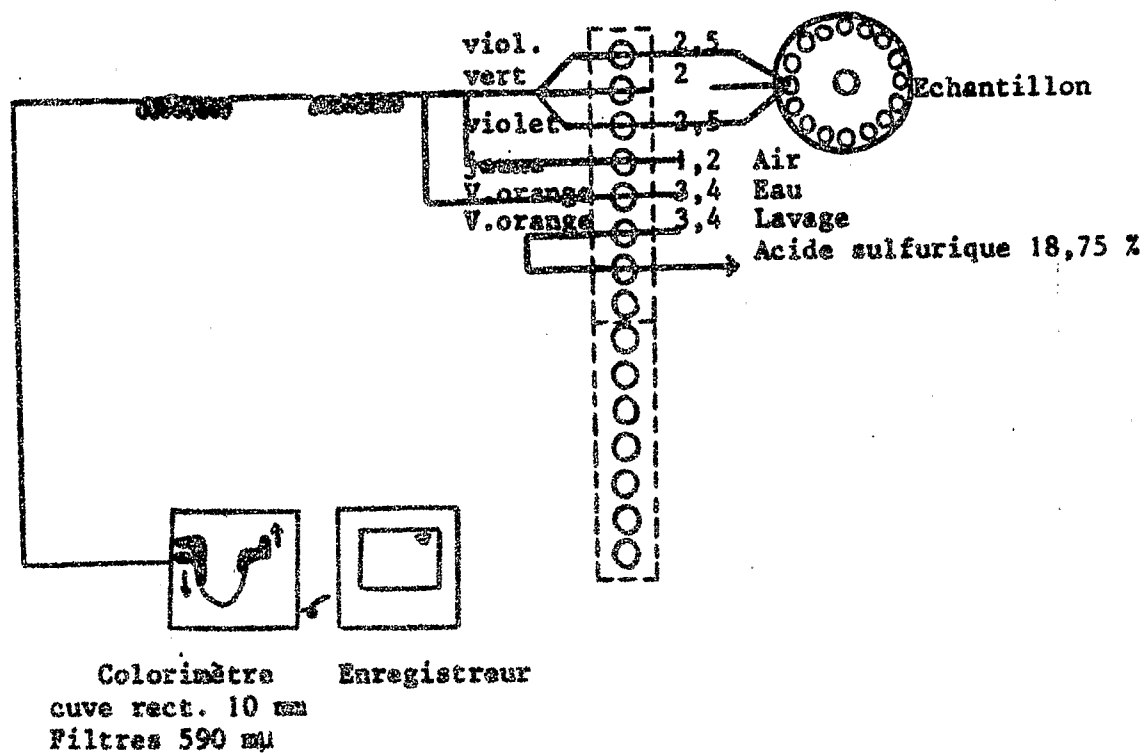 viol. 2,5
vert 2
Echantillon
violet 2,5
jaune 1,2 Air
V.orange 3,4 Eau
V.orange 3,4 Lavage
Acide sulfurique 18,75 %
Colorimètre Enregistreur
cuve rect. 10 mm
Filtres 590 mµ